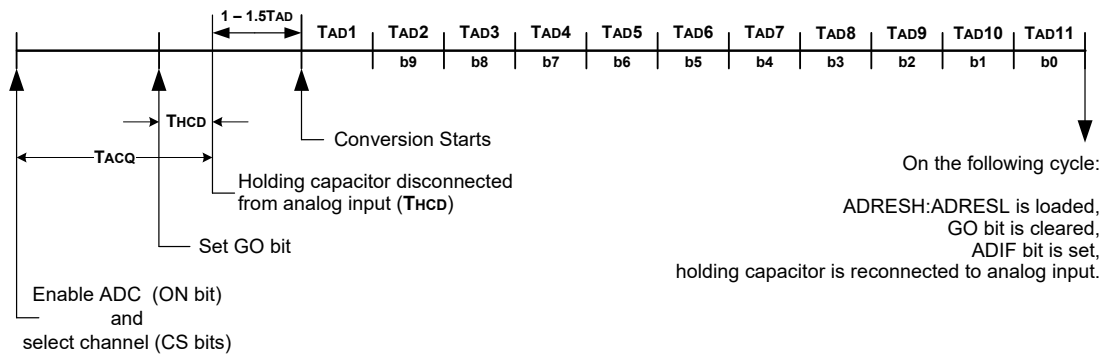 1 – 1.5TAD
TAD1 TAD2 TAD3 TAD4 TAD5 TAD6 TAD7 TAD8 TAD9 TAD10 TAD11
b9 b8 b7 b6 b5 b4 b3 b2 b1 b0
THCD
TACQ
Conversion Starts
Holding capacitor disconnected
from analog input (THCD)
Set GO bit
Enable ADC (ON bit)
and
select channel (CS bits)
On the following cycle:
ADRESH:ADRESL is loaded,
GO bit is cleared,
ADIF bit is set,
holding capacitor is reconnected to analog input.